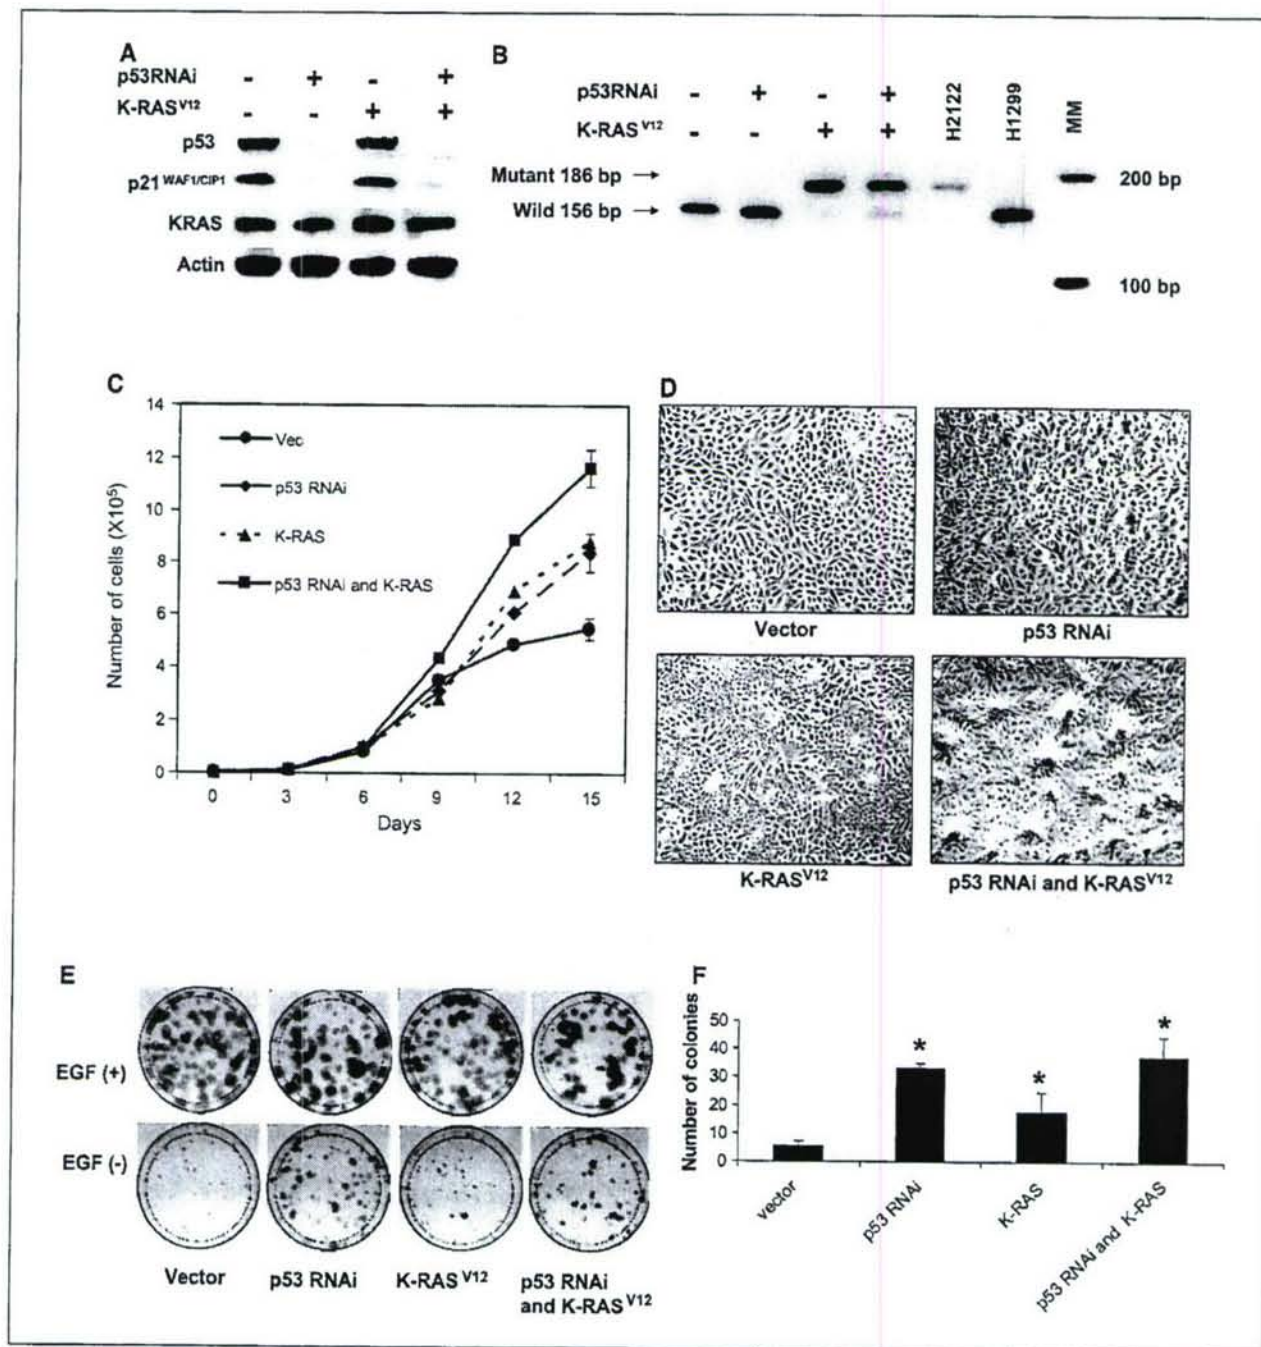 A
p53RNAi - + - +
K-RAS V12 - - + +
p53
p21 WAF1/CIP1
KRAS
Actin
B
p53RNAi - + - + H2122 H1299 MM
K-RAS V12 - - + +
Mutant 186 bp → 200 bp
Wild 156 bp →
100 bp
C
14
12
10
8
6
4
2
0
Number of cells (X10⁵)
Vec
p53 RNAi
K-RAS
p53 RNAi and K-RAS
0 3 6 9 12 15
Days
D
Vector
p53 RNAi
K-RAS V12
p53 RNAi and K-RAS V12
E
EGF (+)
EGF (-)
Vector
p53 RNAi
K-RAS V12
p53 RNAi
and K-RAS V12
F
Number of colonies
50
40
30
20
10
0
* * *
vector
p53 RNAi
K-RAS
p53 RNAi and K-RAS